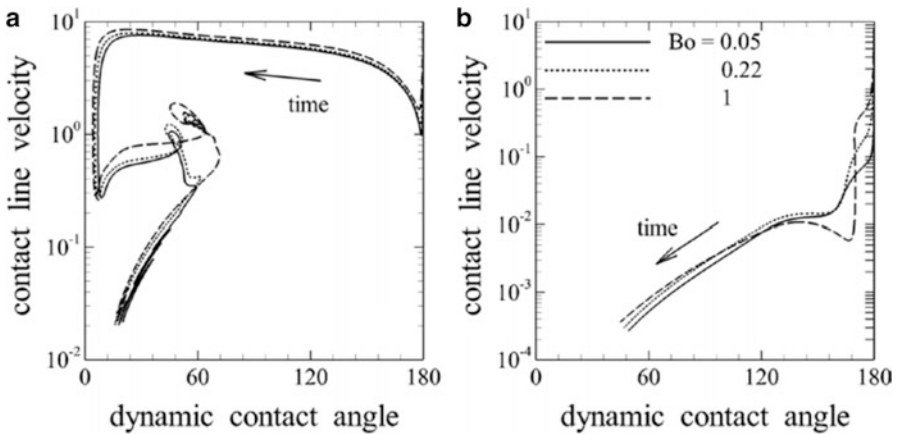 a
contact line velocity
10^1
10^0
10^-1
10^-2
time
0
60
120
180
dynamic contact angle
b
contact line velocity
10^1
10^0
10^-1
10^-2
10^-3
10^-4
Bo = 0.05
0.22
1
time
0
60
120
180
dynamic contact angle